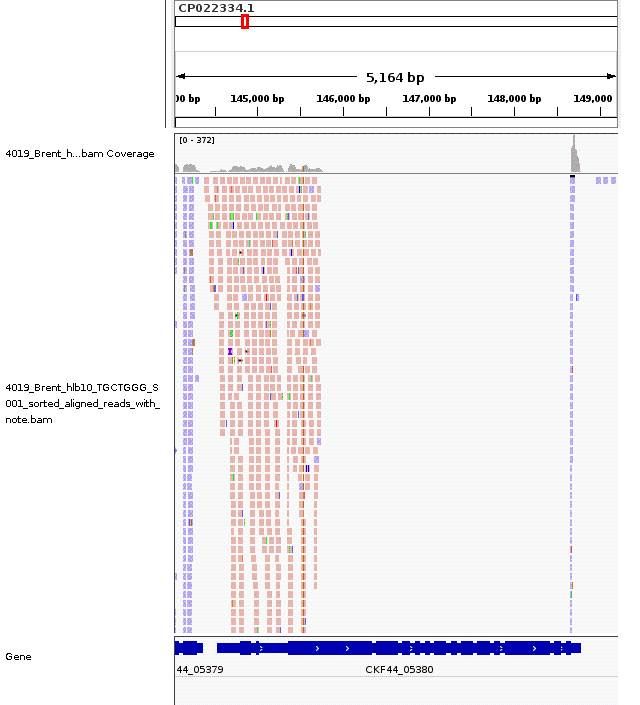 CP022334.1
5,164 bp
00 bp
145,000 bp
146,000 bp
147,000 bp
148,000 bp
149,000
[0 - 372]
4019_Brent_h...bam Coverage
4019_Brent_hlb10_TGCTGGG_S
001_sorted_aligned_reads_with_
note.bam
Gene
44_05379
CKF44_05380